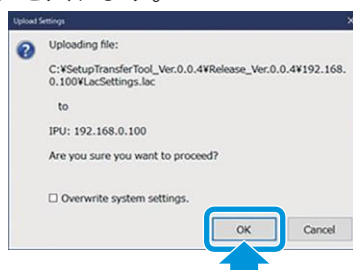 Upload Settings
Uploading file:
C:¥SetupTransferTool_Ver.0.0.4¥Release_Ver.0.0.4¥192.168.
0.100¥LacSettings.lac
to
IPU: 192.168.0.100
Are you sure you want to proceed?
Overwrite system settings.
OK Cancel